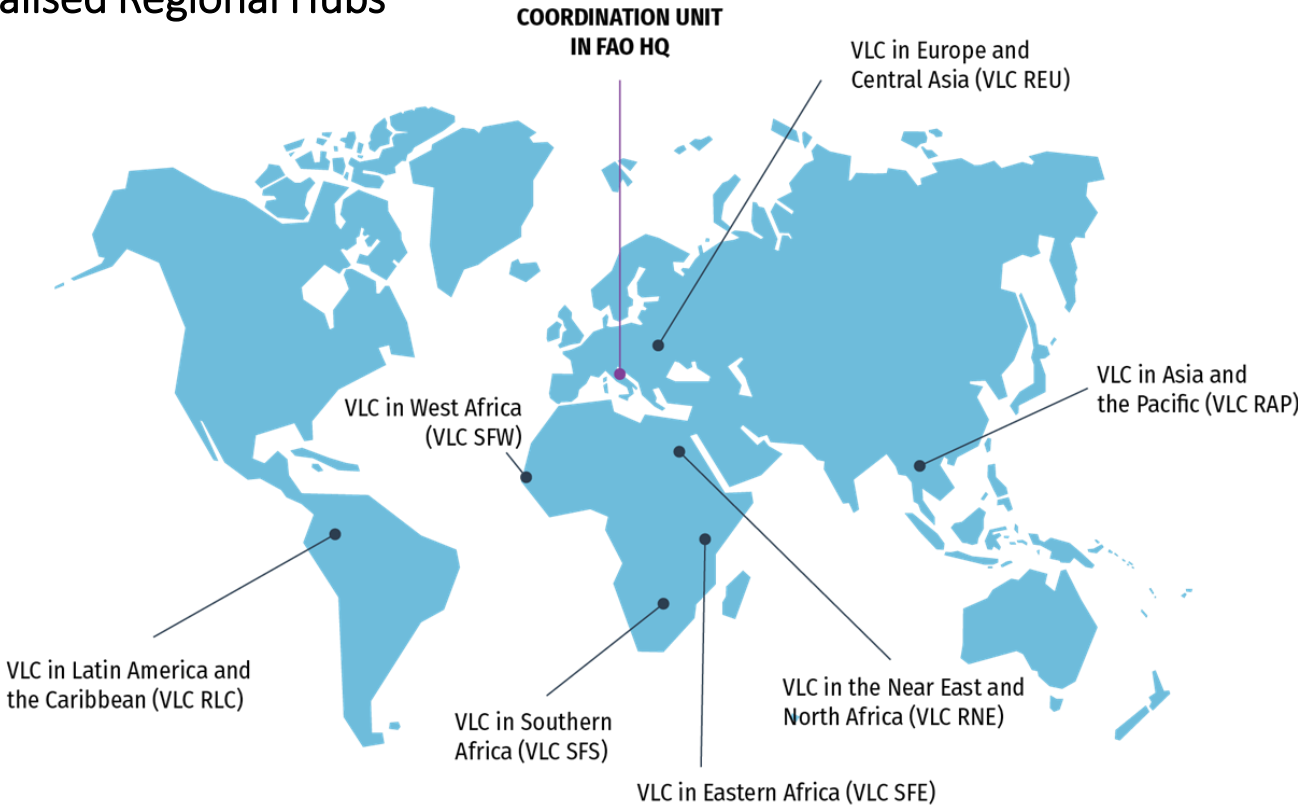 Regional Hubs
COORDINATION UNIT
IN FAO HQ
VLC in Europe and
Central Asia (VLC REU)
VLC in Asia and
the Pacific (VLC RAP)
VLC in West Africa
(VLC SFW)
VLC in Latin America and
the Caribbean (VLC RLC)
VLC in Southern
Africa (VLC SFS)
VLC in the Near East and
North Africa (VLC RNE)
VLC in Eastern Africa (VLC SFE)